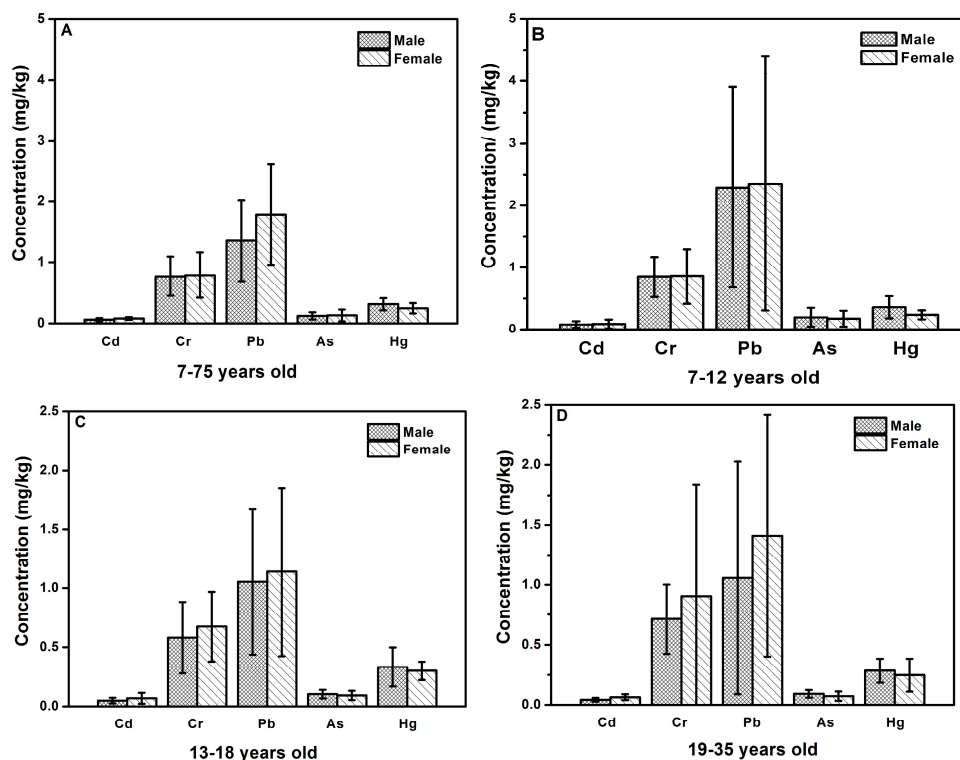 A
Male
Female
Concentration (mg/kg)
5
4
3
2
1
0
Cd Cr Pb As Hg
7-75 years old
B
Male
Female
Concentration/ (mg/kg)
5
4
3
2
1
0
Cd Cr Pb As Hg
7-12 years old
C
Male
Female
Concentration (mg/kg)
2.5
2.0
1.5
1.0
0.5
0.0
Cd Cr Pb As Hg
13-18 years old
D
Male
Female
Concentration (mg/kg)
2.5
2.0
1.5
1.0
0.5
0.0
Cd Cr Pb As Hg
19-35 years old